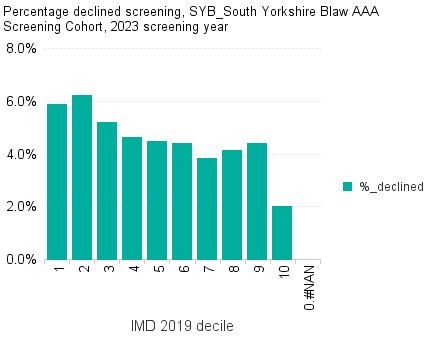 Percentage declined screening, SYB_South Yorkshire Blaw AAA
Screening Cohort, 2023 screening year
8.0%
6.0%
4.0%
2.0%
0.0%
%_declined
1 2 3 4 5 6 7 8 9 10 0.#NAN
IMD 2019 decile